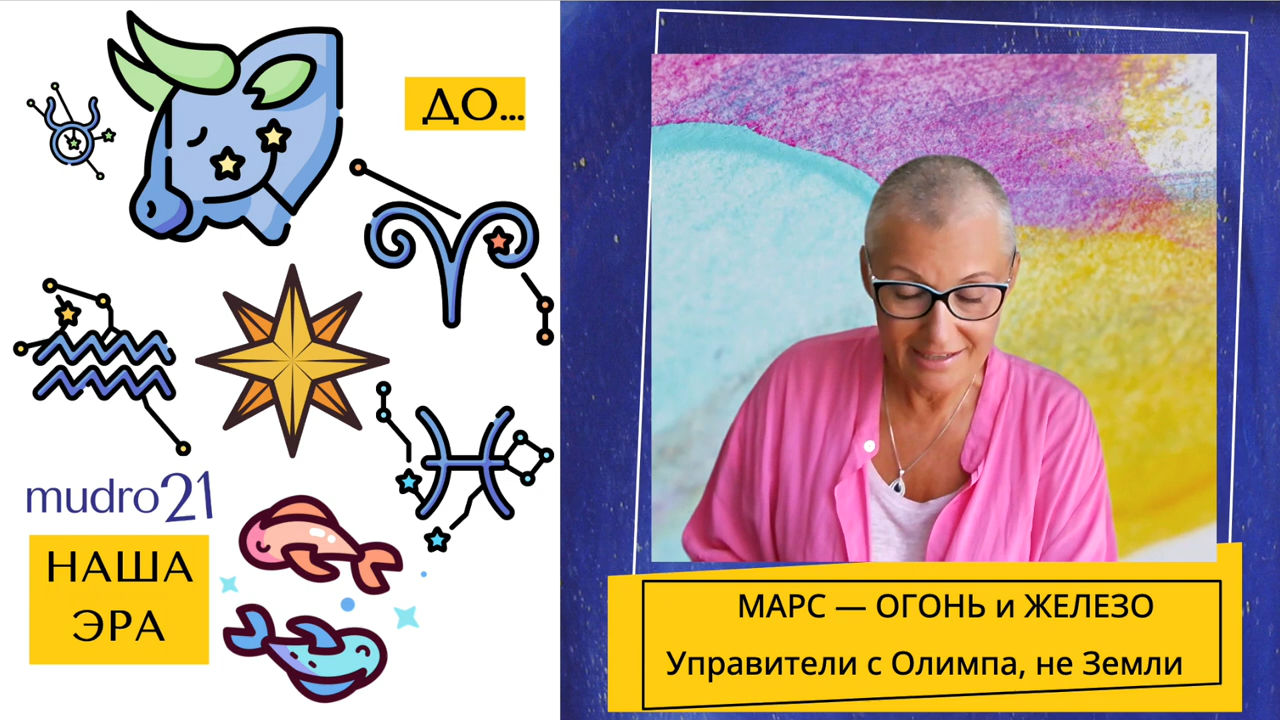 ДО...
mudro21
НАША
ЭРА
МАРС — ОГОНЬ и ЖЕЛЕЗО
Управители с Олимпа, не Земли